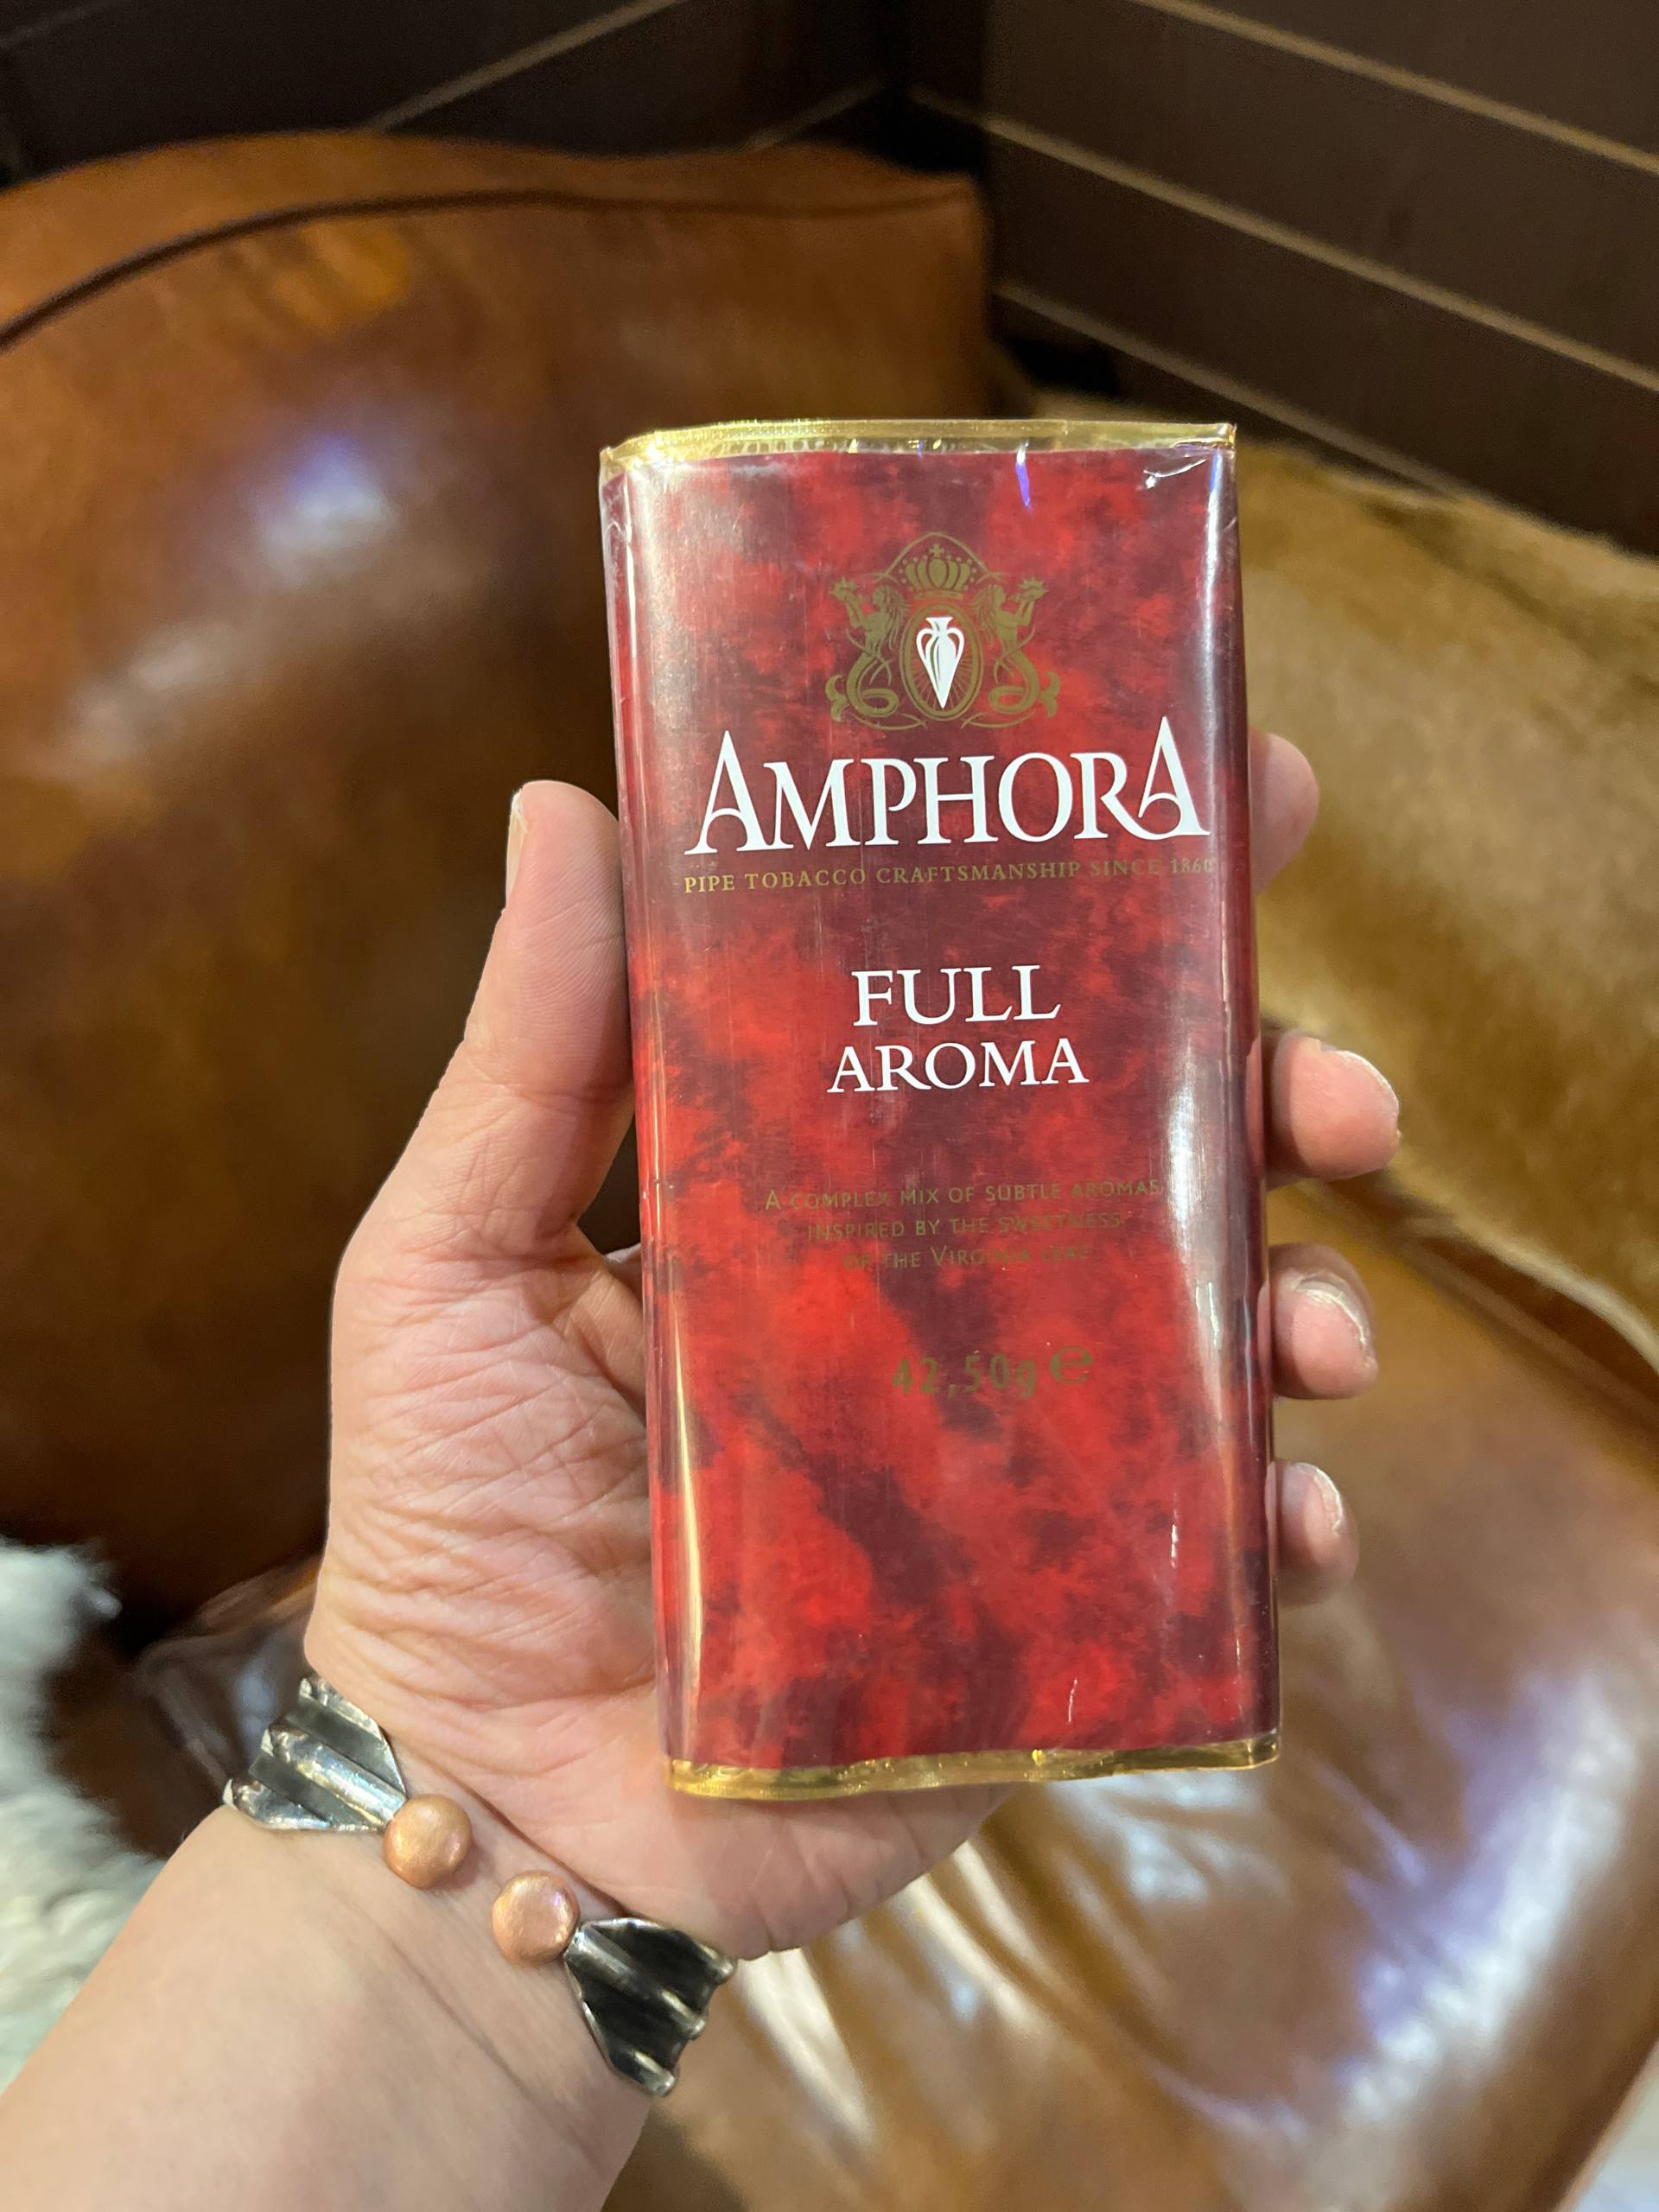 AMPHORA
PIPE TOBACCO CRAFTSMANSHIP SINCE 1860
FULL
AROMA
A COMPLEX MIX OF SUBTLE AROMAS
INSPIRED BY THE SWEETNESS
OF THE VIRGINIA LEAF
42,50g ℮